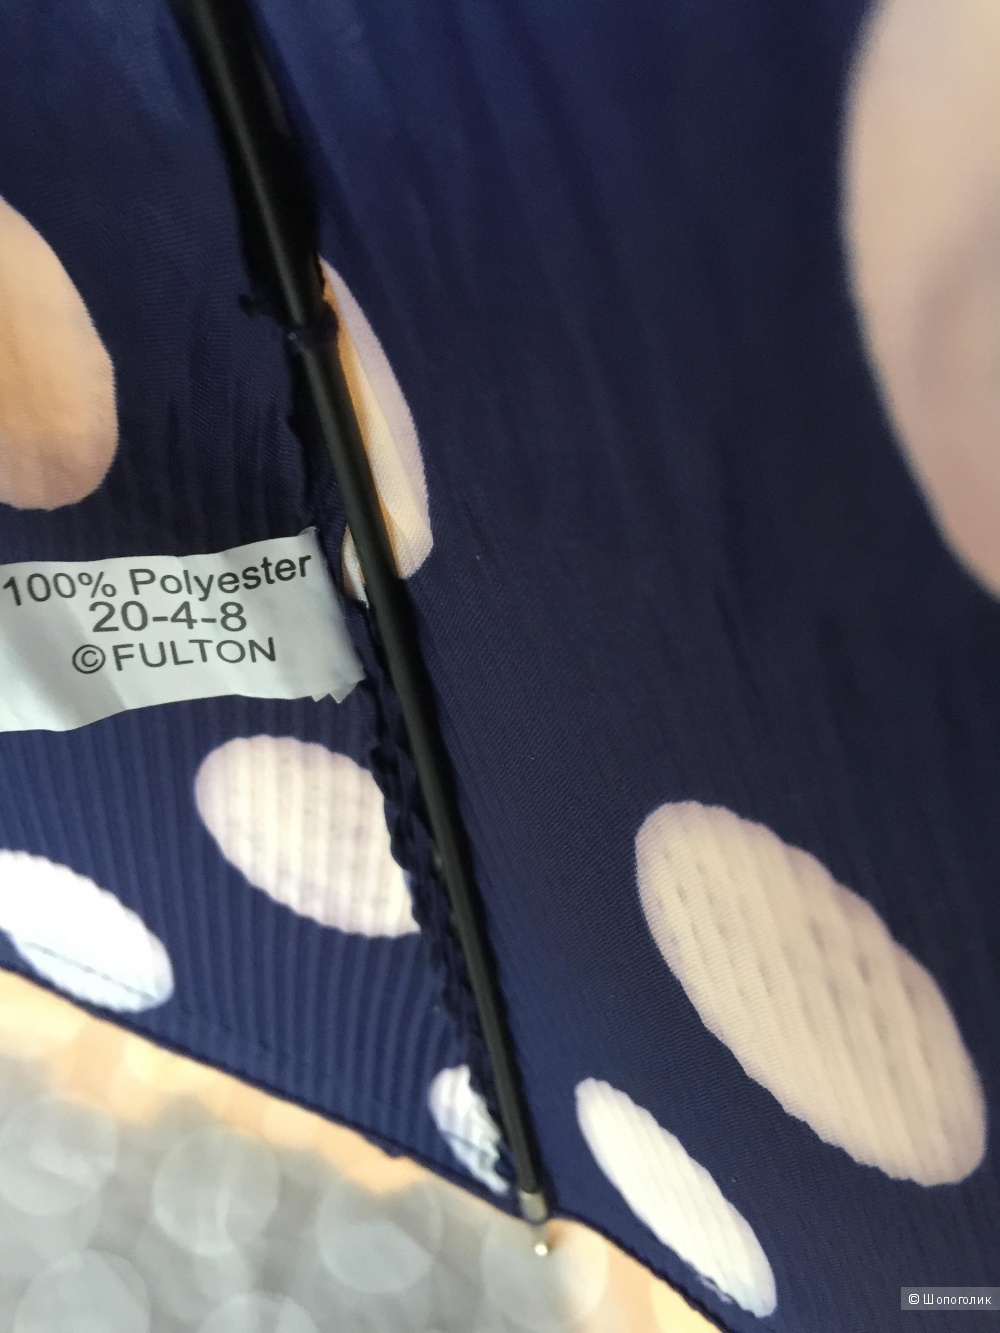 100% Polyester
20-4-8
©FULTON
© Шопоголик